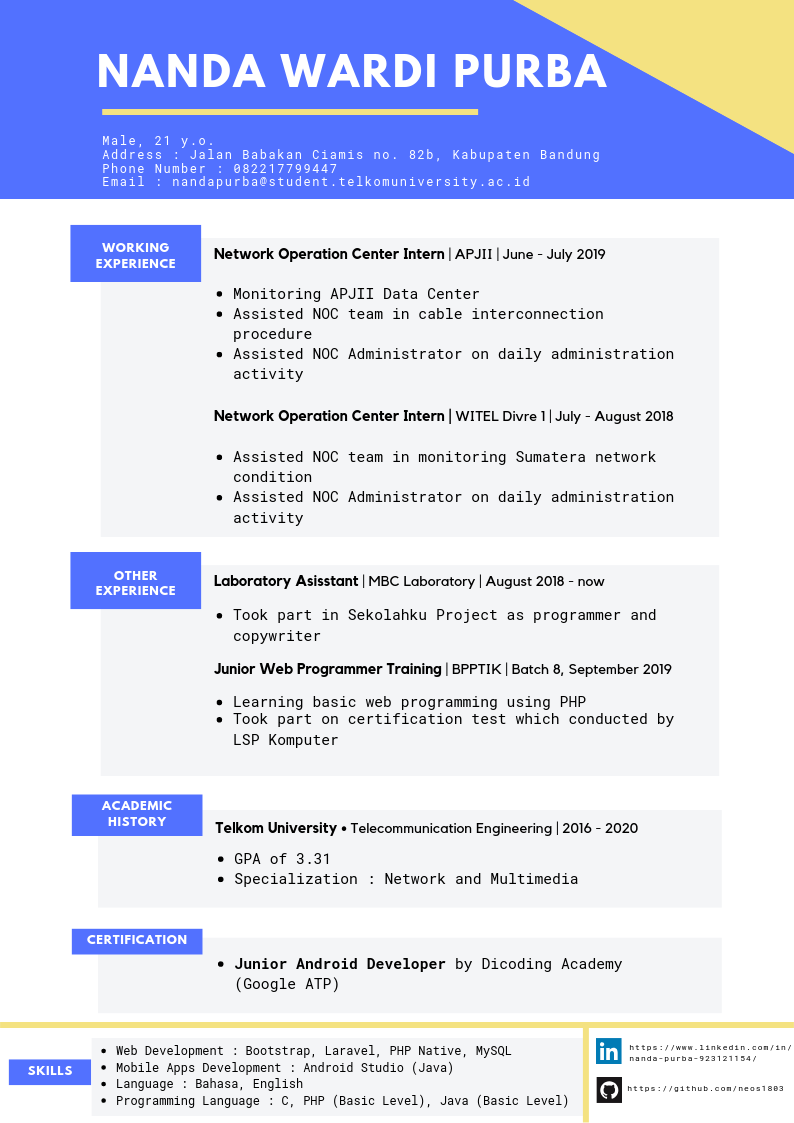 NANDA WARDI PURBA
Male, 21 y.o.
Address : Jalan Babakan Ciamis no. 82b, Kabupaten Bandung
Phone Number : 082217799447
Email : nandapurba@student.telkomuniversity.ac.id
WORKING
EXPERIENCE
Network Operation Center Intern | APJII | June - July 2019
• Monitoring APJII Data Center
• Assisted NOC team in cable interconnection
procedure
• Assisted NOC Administrator on daily administration
activity
Network Operation Center Intern | WITEL Divre 1 | July - August 2018
• Assisted NOC team in monitoring Sumatera network
condition
• Assisted NOC Administrator on daily administration
activity
OTHER
EXPERIENCE
Laboratory Asisstant | MBC Laboratory | August 2018 - now
• Took part in Sekolahku Project as programmer and
copywriter
Junior Web Programmer Training | BPPTIK | Batch 8, September 2019
• Learning basic web programming using PHP
• Took part on certification test which conducted by
LSP Komputer
ACADEMIC
HISTORY
Telkom University • Telecommunication Engineering | 2016 - 2020
• GPA of 3.31
• Specialization : Network and Multimedia
CERTIFICATION
• Junior Android Developer by Dicoding Academy
(Google ATP)
SKILLS
• Web Development : Bootstrap, Laravel, PHP Native, MySQL
• Mobile Apps Development : Android Studio (Java)
• Language : Bahasa, English
• Programming Language : C, PHP (Basic Level), Java (Basic Level)
in
https://www.linkedin.com/in/
nanda-purba-923121154/
https://github.com/neos1803